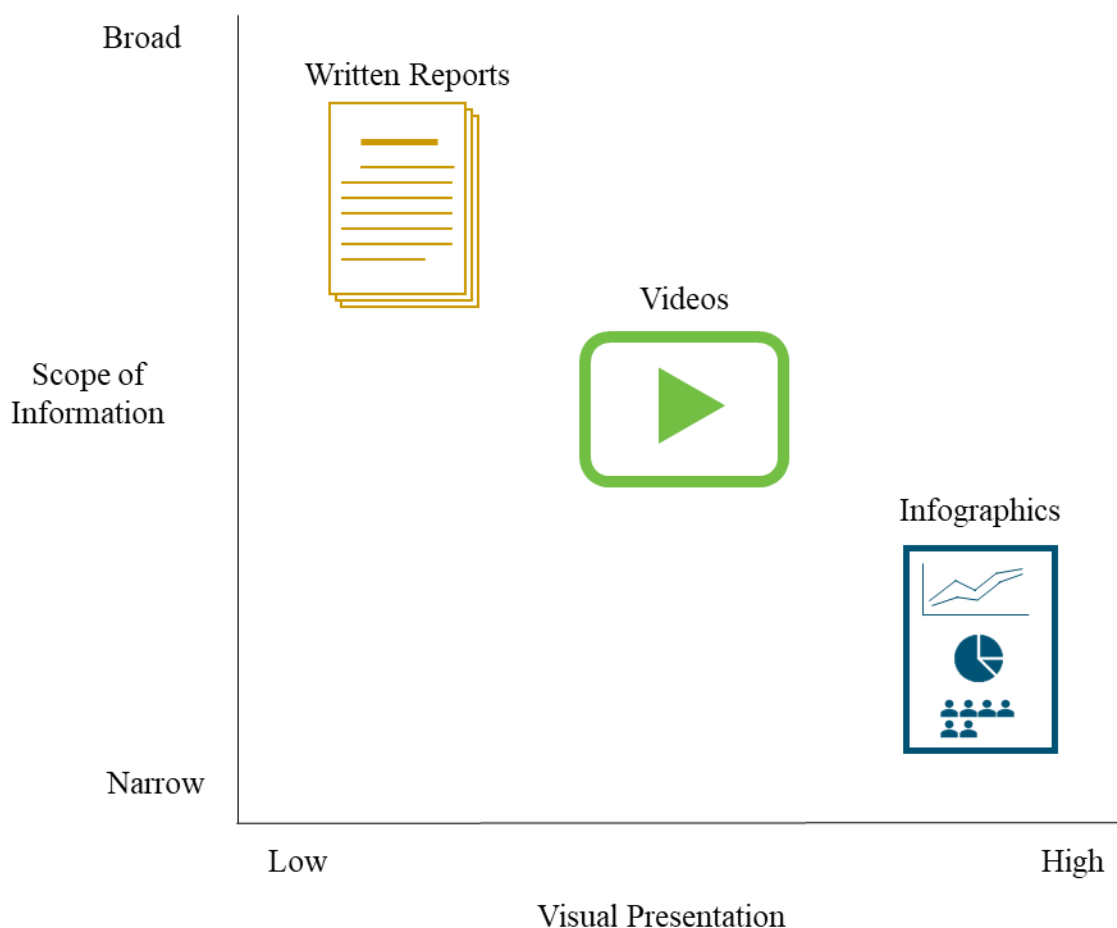 Broad
Written Reports
Videos
Scope of
Information
Infographics
Narrow
Low
High
Visual Presentation